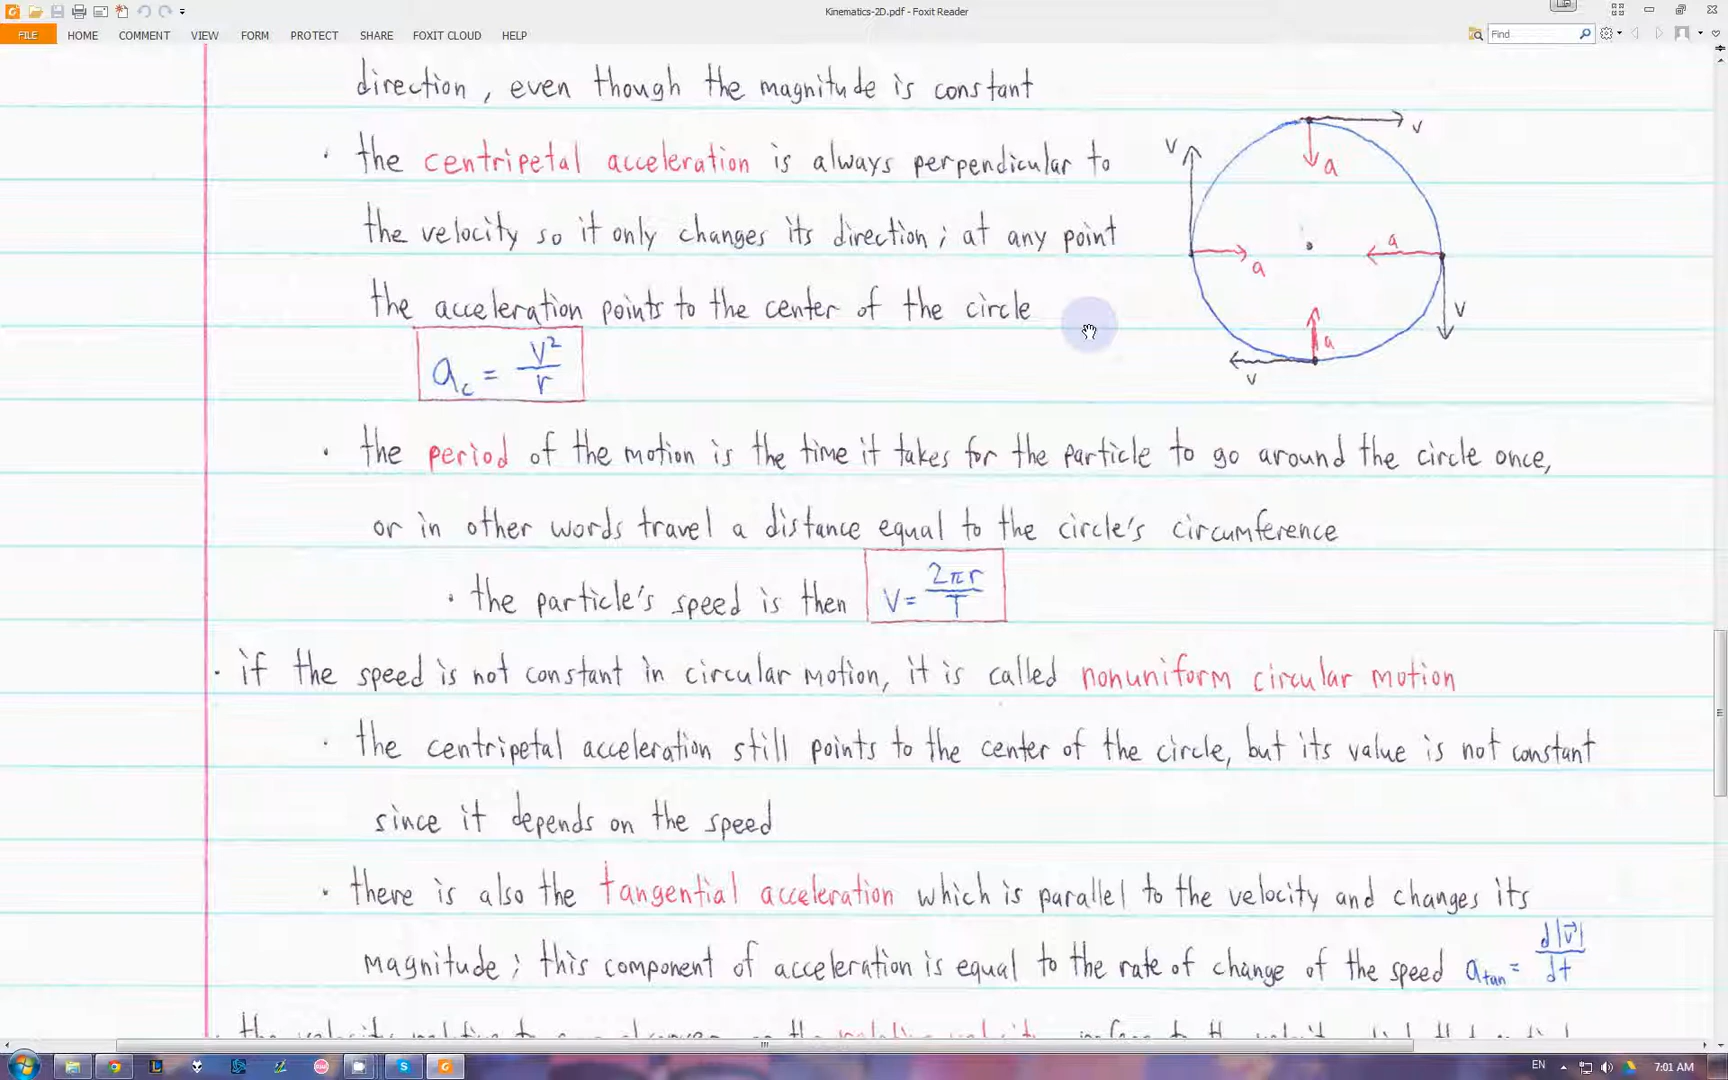 Kinematics-2D.pdf - Foxit Reader
FILE HOME COMMENT VIEW FORM PROTECT SHARE FOXIT CLOUD HELP Find
direction, even though the magnitude is constant
· the centripetal acceleration is always perpendicular to
the velocity so it only changes its direction; at any point
the acceleration points to the center of the circle
a_c = v²/r
v
a
v
a
a
v
a
v
· the period of the motion is the time it takes for the particle to go around the circle once,
or in other words travel a distance equal to the circle's circumference
· the particle's speed is then v = 2πr/T
· if the speed is not constant in circular motion, it is called nonuniform circular motion
· the centripetal acceleration still points to the center of the circle, but its value is not constant
since it depends on the speed
· there is also the tangential acceleration which is parallel to the velocity and changes its
magnitude; this component of acceleration is equal to the rate of change of the speed a_tan = d|v⃗|/dt
EN 7:01 AM